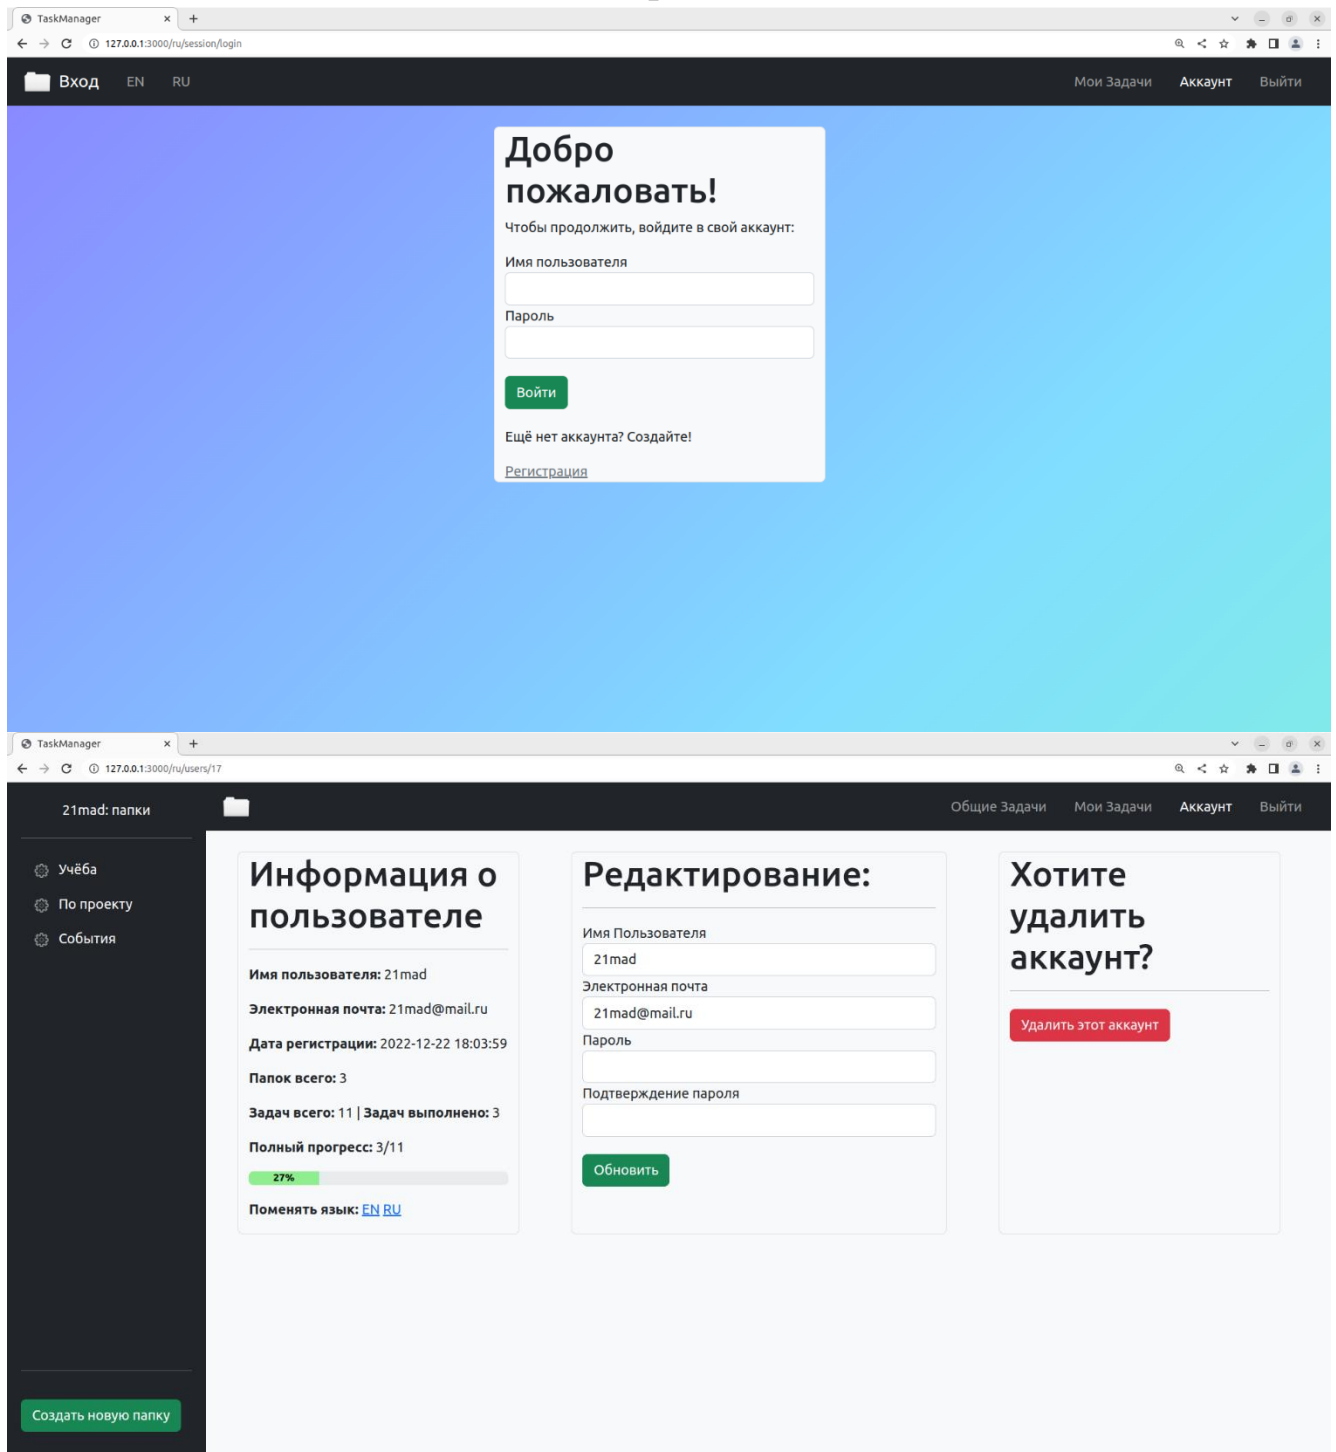 TaskManager
127.0.0.1:3000/ru/session/login
Вход EN RU Мои Задачи Аккаунт Выйти
Добро
пожаловать!
Чтобы продолжить, войдите в свой аккаунт:
Имя пользователя
Пароль
Войти
Ещё нет аккаунта? Создайте!
Регистрация
TaskManager
127.0.0.1:3000/ru/users/17
21mad: папки
Общие Задачи Мои Задачи Аккаунт Выйти
Учёба
По проекту
События
Создать новую папку
Информация о
пользователе
Имя пользователя: 21mad
Электронная почта: 21mad@mail.ru
Дата регистрации: 2022-12-22 18:03:59
Папок всего: 3
Задач всего: 11 | Задач выполнено: 3
Полный прогресс: 3/11
27%
Поменять язык: EN RU
Редактирование:
Имя Пользователя
21mad
Электронная почта
21mad@mail.ru
Пароль
Подтверждение пароля
Обновить
Хотите
удалить
аккаунт?
Удалить этот аккаунт